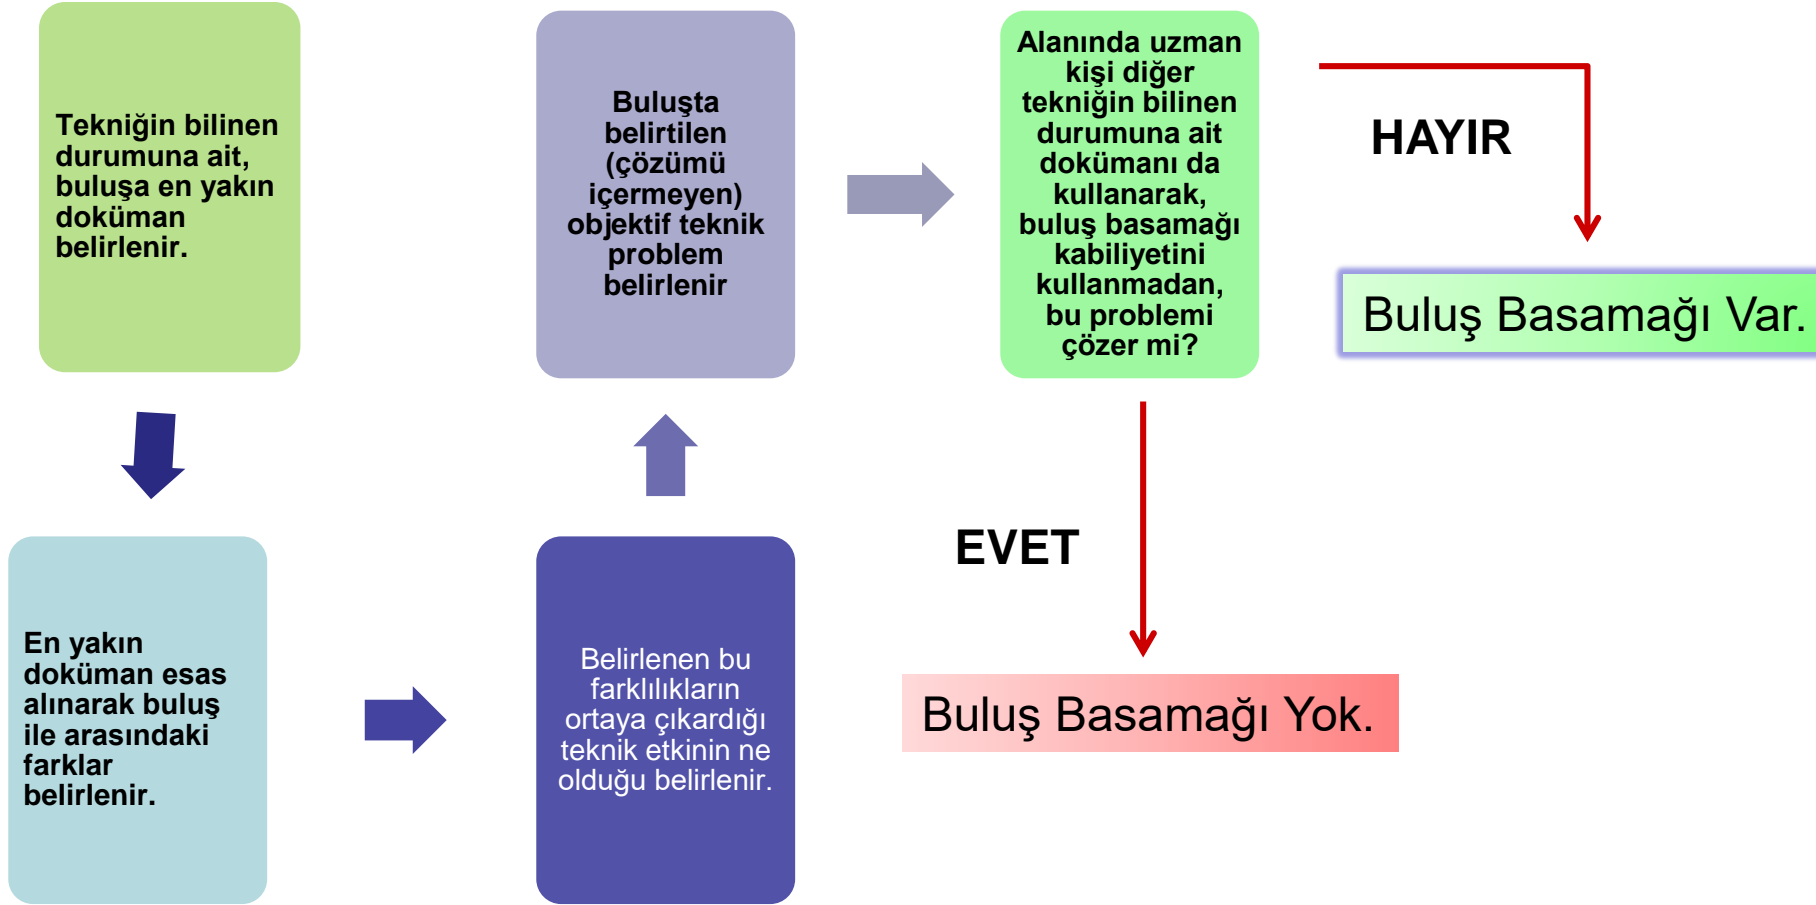 Tekniğin bilinen
durumuna ait,
buluşa en yakın
doküman
belirlenir.
En yakın
doküman esas
alınarak buluş
ile arasındaki
farklar
belirlenir.
Belirlenen bu
farklılıkların
ortaya çıkardığı
teknik etkinin ne
olduğu belirlenir.
Buluşta
belirtilen
(çözümü
içermeyen)
objektif teknik
problem
belirlenir
Alanında uzman
kişi diğer
tekniğin bilinen
durumuna ait
dokümanı da
kullanarak,
buluş basamağı
kabiliyetini
kullanmadan,
bu problemi
çözer mi?
HAYIR
Buluş Basamağı Var.
EVET
Buluş Basamağı Yok.